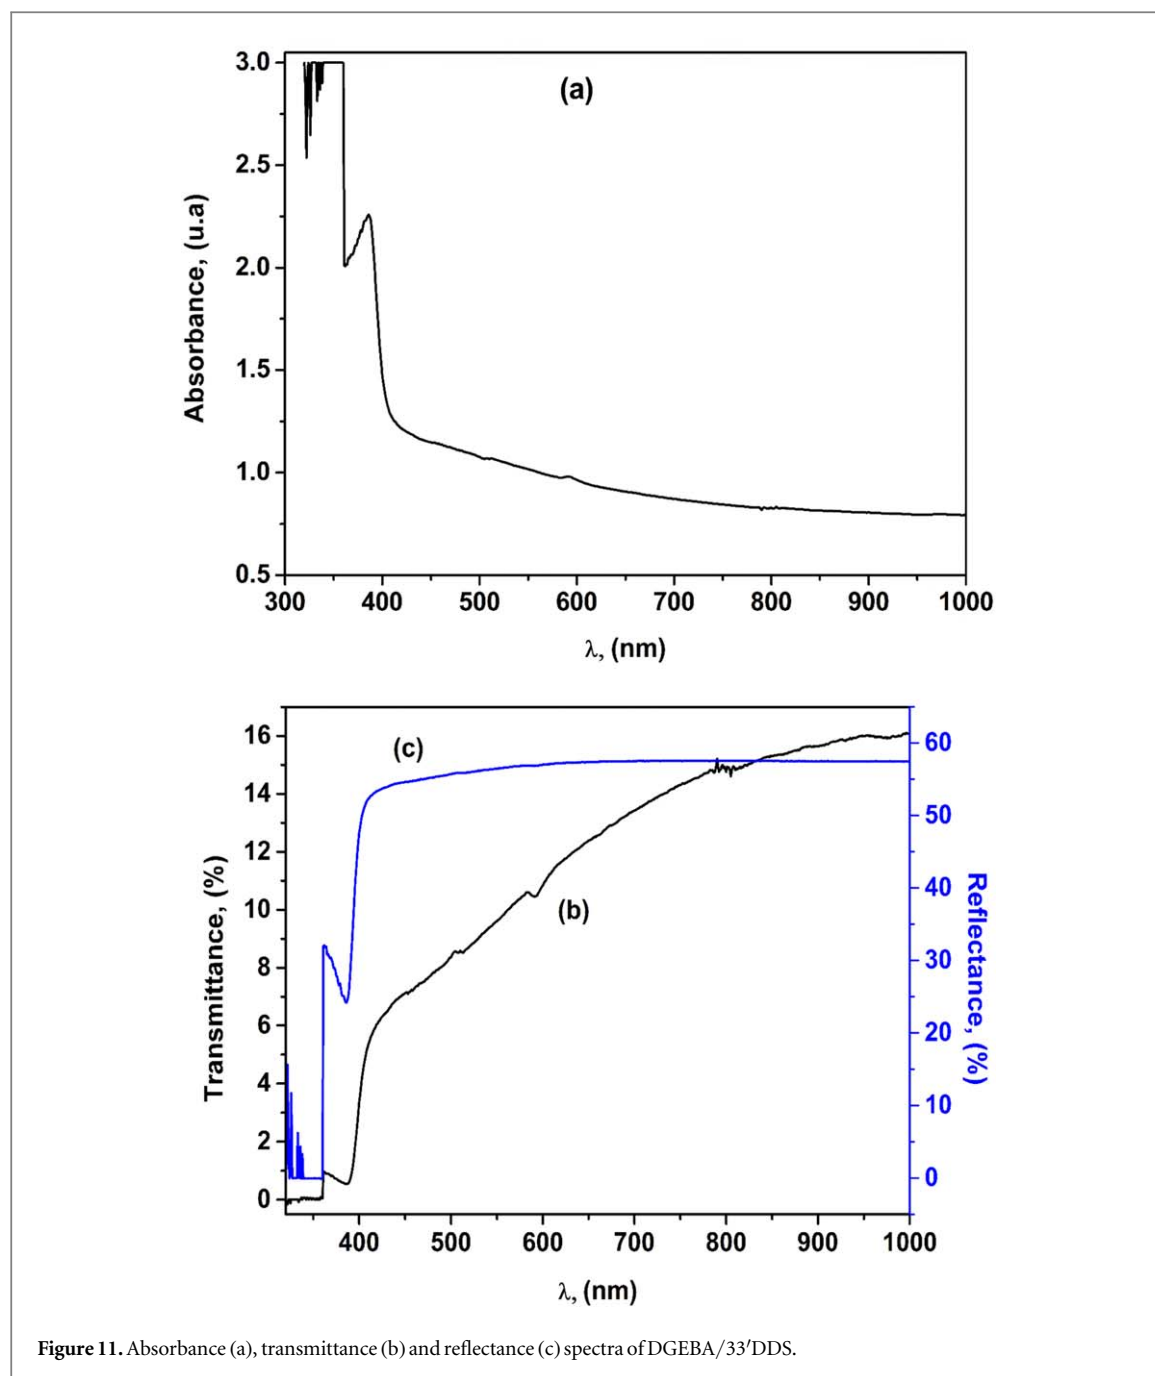 (a)
3.0
2.5
2.0
1.5
1.0
0.5
Absorbance, (u.a)
300 400 500 600 700 800 900 1000
λ, (nm)
(c)
(b)
16
14
12
10
8
6
4
2
0
Transmittance, (%)
60
50
40
30
20
10
0
Reflectance, (%)
400 500 600 700 800 900 1000
λ, (nm)
Figure 11. Absorbance (a), transmittance (b) and reflectance (c) spectra of DGEBA/33′DDS.